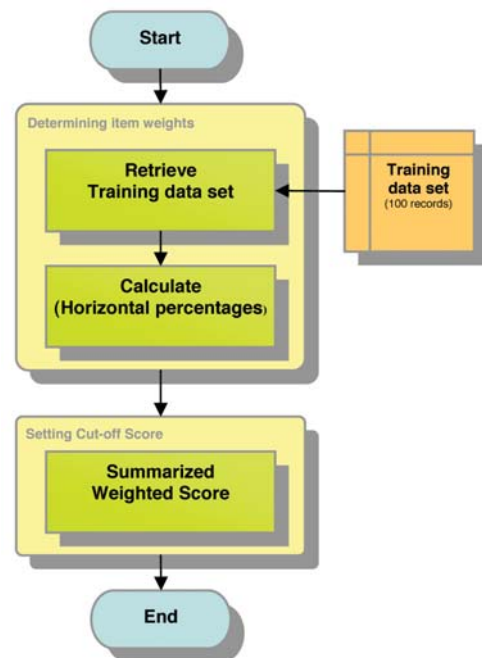 Start
Determining item weights
Retrieve
Training data set
Training
data set
(100 records)
Calculate
(Horizontal percentages)
Setting Cut-off Score
Summarized
Weighted Score
End